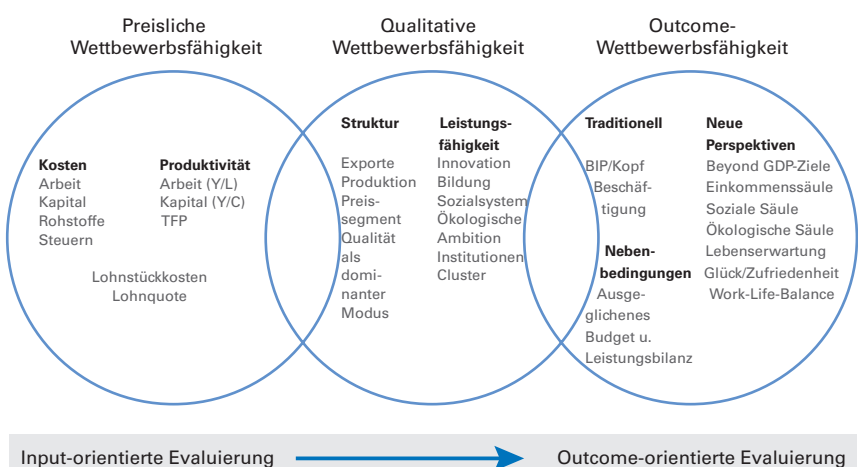 Preisliche
Wettbewerbsfähigkeit
Qualitative
Wettbewerbsfähigkeit
Outcome-
Wettbewerbsfähigkeit
Kosten
Arbeit
Kapital
Rohstoffe
Steuern
Produktivität
Arbeit (Y/L)
Kapital (Y/C)
TFP
Lohnstückkosten
Lohnquote
Struktur
Exporte
Produktion
Preis-
segment
Qualität
als
domi-
nanter
Modus
Leistungs-
fähigkeit
Innovation
Bildung
Sozialsystem
Ökologische
Ambition
Institutionen
Cluster
Traditionell
BIP/Kopf
Beschäf-
tigung
Neben-
bedingungen
Ausge-
glichenes
Budget u.
Leistungsbilanz
Neue
Perspektiven
Beyond GDP-Ziele
Einkommenssäule
Soziale Säule
Ökologische Säule
Lebenserwartung
Glück/Zufriedenheit
Work-Life-Balance
Input-orientierte Evaluierung
Outcome-orientierte Evaluierung